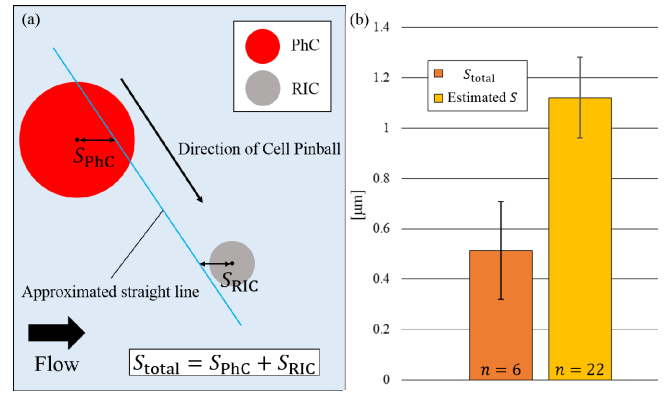 (a)
PhC
RIC
S_PhC
Direction of Cell Pinball
S_RIC
Approximated straight line
Flow
S_total = S_PhC + S_RIC
(b)
1.4
1.2
1
0.8
0.6
0.4
0.2
0
[μm]
S_total
Estimated S
n = 6
n = 22